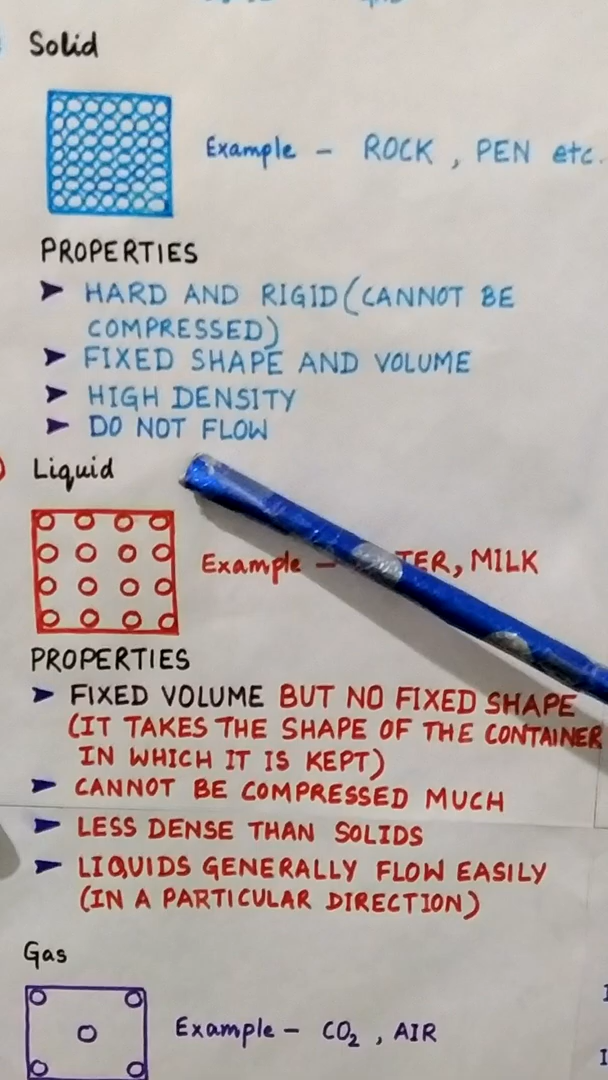 Solid
Example - ROCK, PEN etc.
PROPERTIES
➤ HARD AND RIGID (CANNOT BE
COMPRESSED)
➤ FIXED SHAPE AND VOLUME
➤ HIGH DENSITY
➤ DO NOT FLOW
Liquid
Example - TER, MILK
PROPERTIES
➤ FIXED VOLUME BUT NO FIXED SHAPE
(IT TAKES THE SHAPE OF THE CONTAINER
IN WHICH IT IS KEPT)
➤ CANNOT BE COMPRESSED MUCH
➤ LESS DENSE THAN SOLIDS
➤ LIQUIDS GENERALLY FLOW EASILY
(IN A PARTICULAR DIRECTION)
Gas
Example - CO₂, AIR